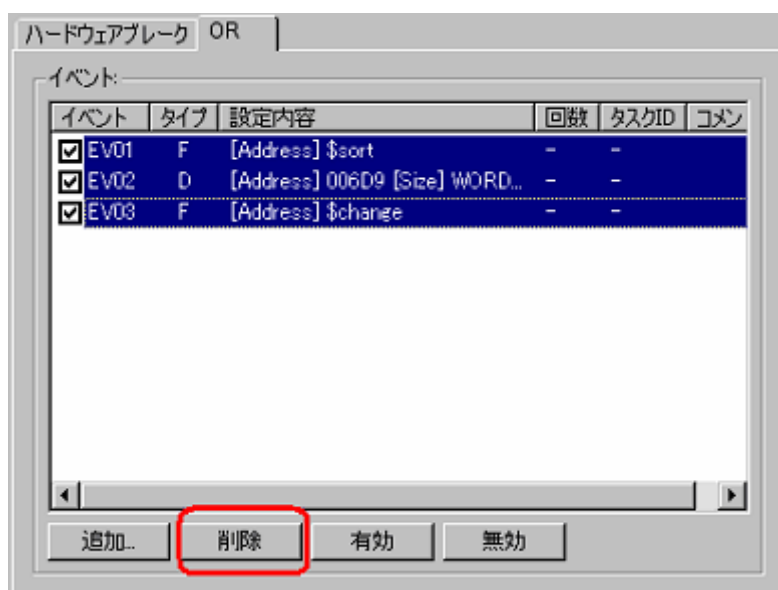 ハードウェアブレーク OR
イベント:
イベント タイプ 設定内容 回数 タスクID コメン
EV01 F [Address] $sort - -
EV02 D [Address] 006D9 [Size] WORD... - -
EV03 F [Address] $change - -
追加... 削除 有効 無効